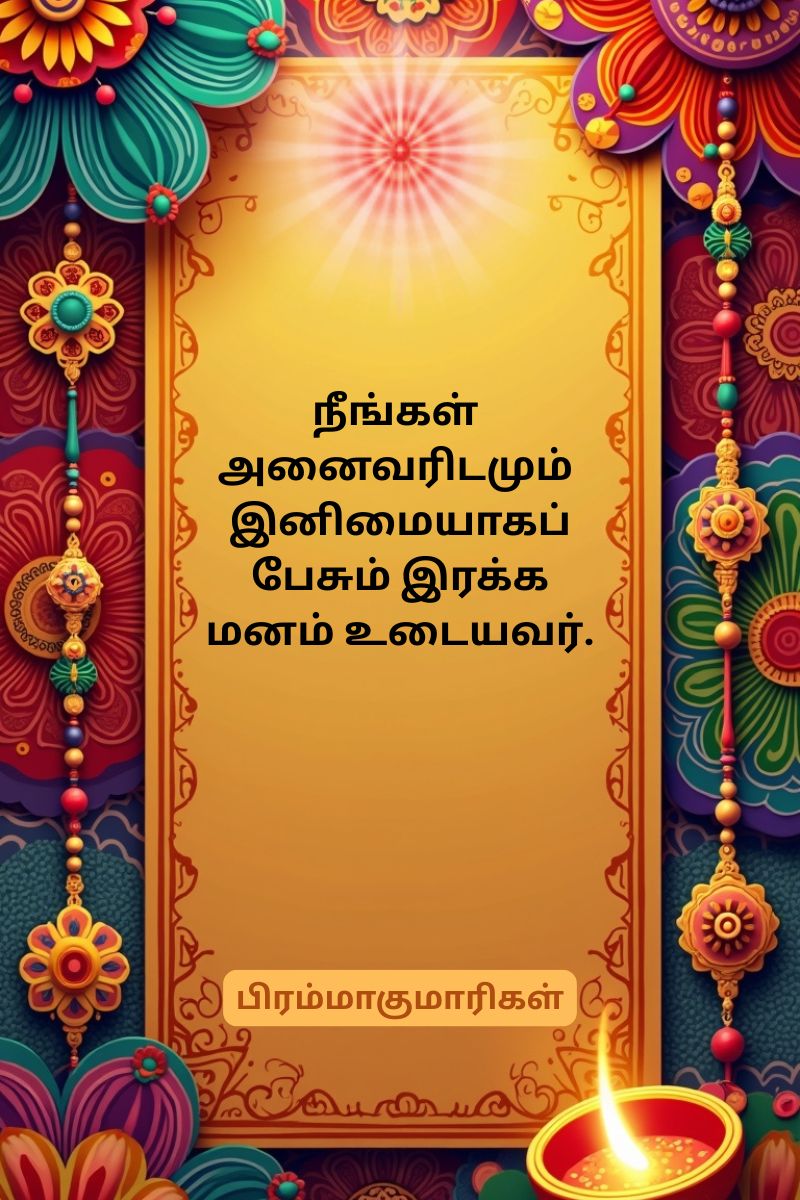 நீங்கள்
அனைவரிடமும்
இனிமையாகப்
பேசும் இரக்க
மனம் உடையவர்.
பிரம்மாகுமாரிகள்